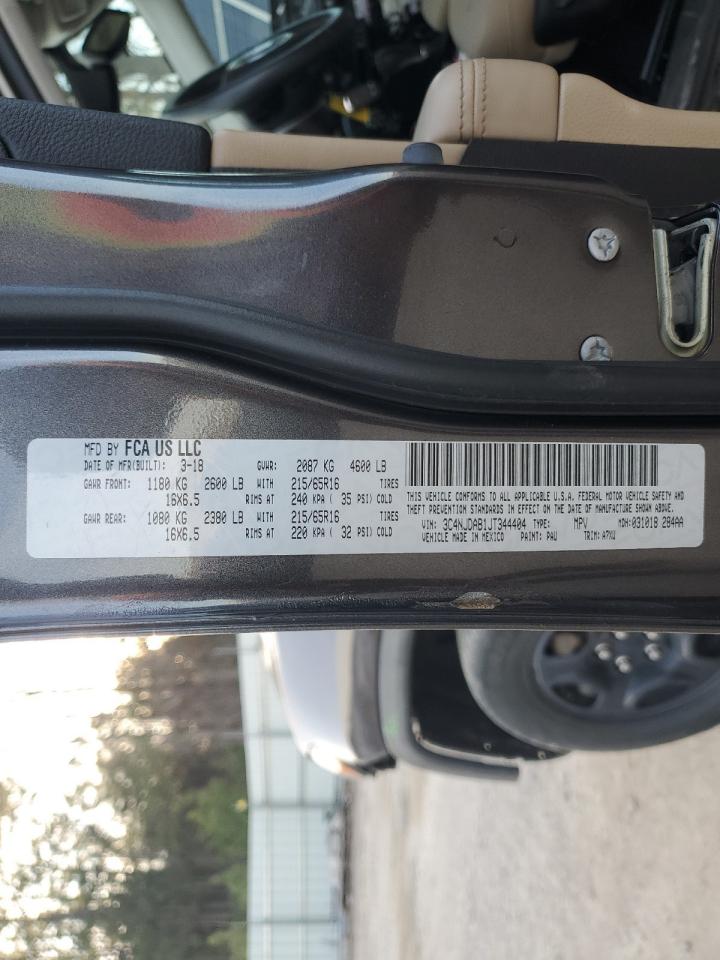 MFD BY FCA US LLC
DATE OF MFR(BUILT): 3-18 GVWR: 2087 KG 4600 LB
GAWR FRONT: 1180 KG 2600 LB WITH 215/65R16 TIRES
16X6.5 RIMS AT 240 KPA ( 35 PSI) COLD
GAWR REAR: 1080 KG 2380 LB WITH 215/65R16 TIRES
16X6.5 RIMS AT 220 KPA ( 32 PSI) COLD
THIS VEHICLE COMPLIES TO ALL APPLICABLE U.S.A. FEDERAL MOTOR VEHICLE SAFETY AND
THEFT PREVENTION STANDARDS IN EFFECT ON THE DATE OF MANUFACTURE SHOWN ABOVE.
VIN: 3C4NJDAB1JT344404 TYPE: MPV MDH: 031018 284AA
VEHICLE MADE IN MEXICO PAINT: PAU TRIM: A7XU